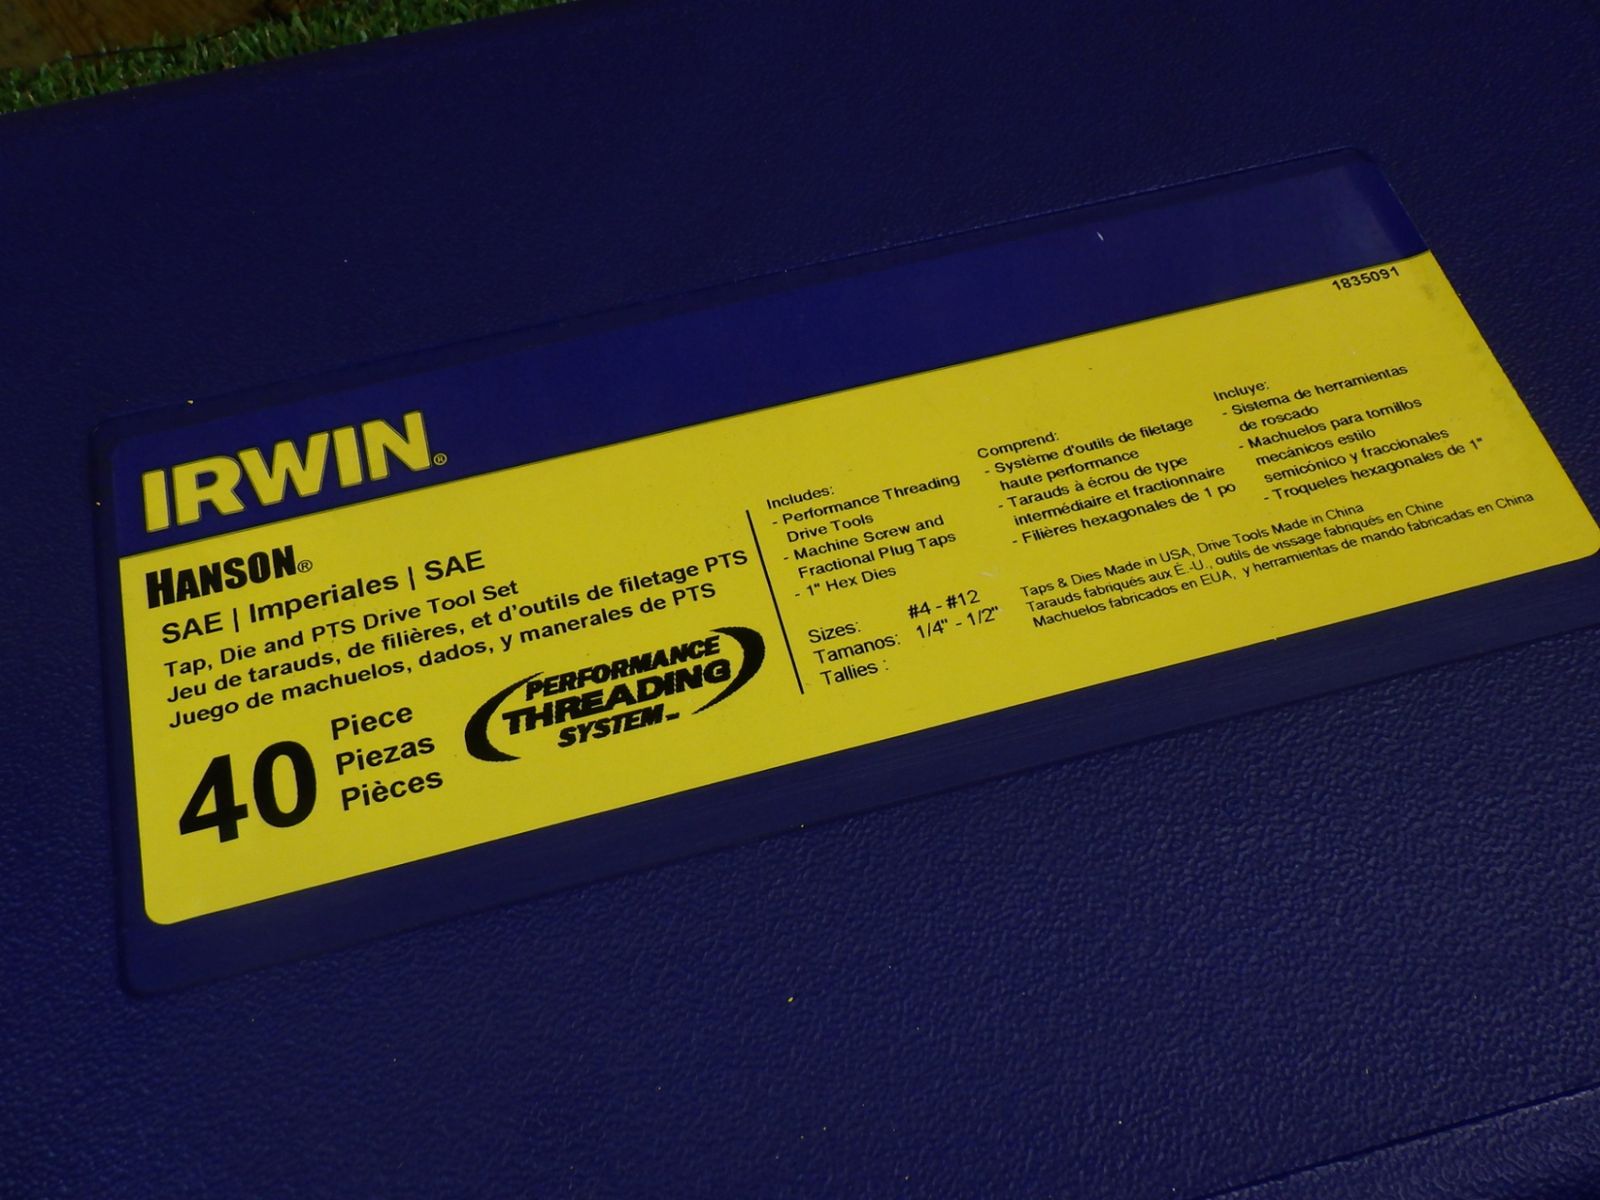 1835091
IRWIN®
HANSON®
SAE | Imperiales | SAE
Tap, Die and PTS Drive Tool Set
Jeu de tarauds, de filières, et d'outils de filetage PTS
Juego de machuelos, dados, y manerales de PTS
40
Piece
Piezas
Pièces
PERFORMANCE
THREADING
SYSTEM™
Includes:
- Performance Threading
Drive Tools
- Machine Screw and
Fractional Plug Taps
- 1" Hex Dies
Comprend:
- Système d'outils de filetage
haute performance
- Tarauds à écrou de type
intermédiaire et fractionnaire
- Filières hexagonales de 1 po
Incluye:
- Sistema de herramientas
de roscado
- Machuelos para tornillos
mecánicos estilo
semicónico y fraccionales
- Troqueles hexagonales de 1"
Sizes: #4 - #12
Tamanos: 1/4" - 1/2"
Tallies :
Taps & Dies Made in USA, Drive Tools Made in China
Tarauds fabriqués aux É.-U., outils de vissage fabriqués en Chine
Machuelos fabricados en EUA, y herramientas de mando fabricadas en China